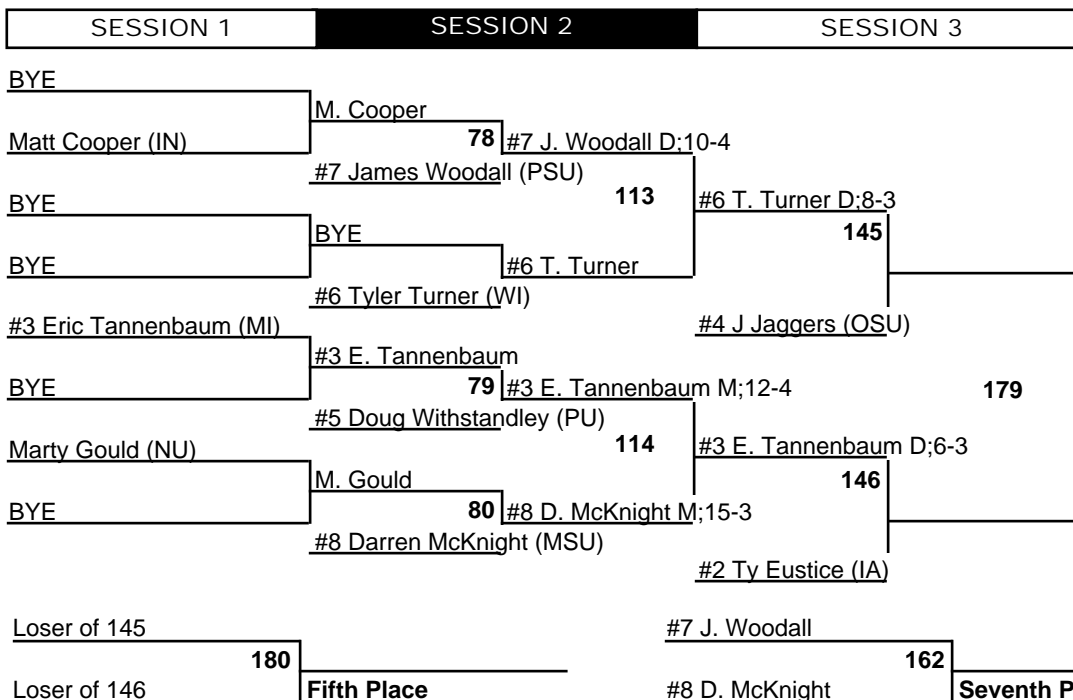 SESSION 1 SESSION 2 SESSION 3
BYE
M. Cooper
Matt Cooper (IN) 78 #7 J. Woodall D;10-4
#7 James Woodall (PSU)
BYE 113 #6 T. Turner D;8-3
BYE 145
BYE #6 T. Turner
#6 Tyler Turner (WI)
#3 Eric Tannenbaum (MI) #4 J Jaggers (OSU)
#3 E. Tannenbaum
BYE 79 #3 E. Tannenbaum M;12-4 179
#5 Doug Withstandley (PU)
Marty Gould (NU) 114 #3 E. Tannenbaum D;6-3
M. Gould 146
BYE 80 #8 D. McKnight M;15-3
#8 Darren McKnight (MSU)
#2 Ty Eustice (IA)
Loser of 145 #7 J. Woodall
180 162
Loser of 146 Fifth Place #8 D. McKnight Seventh P